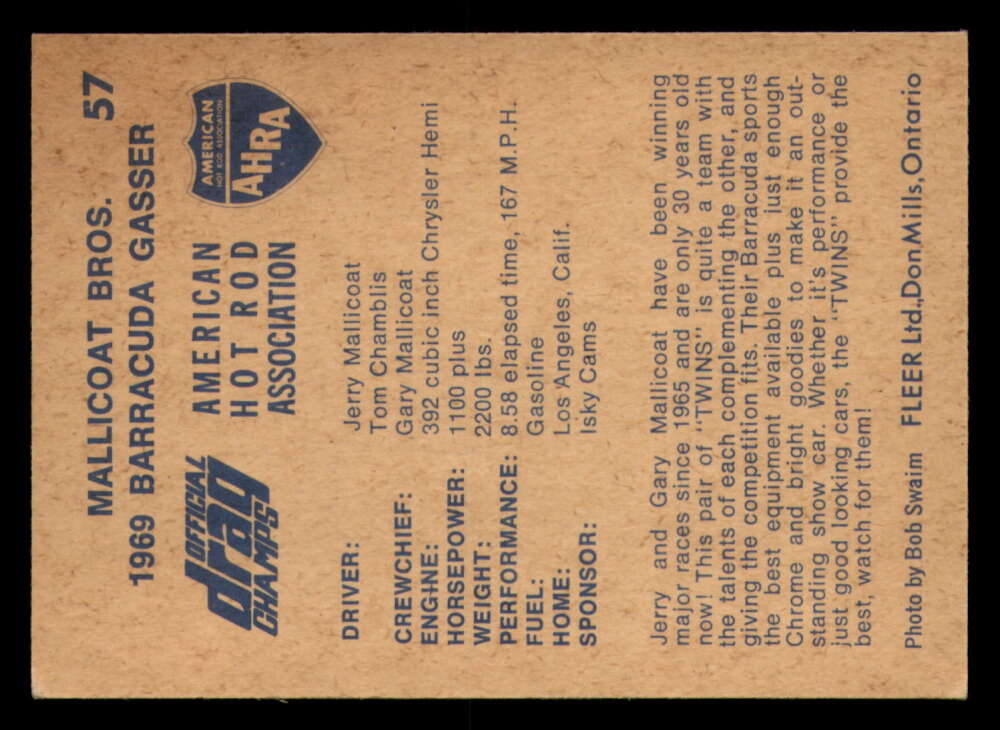 MALLICOAT BROS. 57
1969 BARRACUDA GASSER
OFFICIAL
drag
CHAMPS
AMERICAN
HOT ROD
ASSOCIATION
AMERICAN
HOT ROD ASSOCIATION
AHRA
DRIVER: Jerry Mallicoat
Tom Chamblis
CREWCHIEF: Gary Mallicoat
ENGINE: 392 cubic inch Chrysler Hemi
HORSEPOWER: 1100 plus
WEIGHT: 2200 lbs.
PERFORMANCE: 8.58 elapsed time, 167 M.P.H.
FUEL: Gasoline
HOME: Los Angeles, Calif.
SPONSOR: Isky Cams
Jerry and Gary Mallicoat have been winning
major races since 1965 and are only 30 years old
now! This pair of "TWINS" is quite a team with
the talents of each complementing the other, and
giving the competition fits. Their Barracuda sports
the best equipment available plus just enough
Chrome and bright goodies to make it an out-
standing show car. Whether it's performance or
just good looking cars, the "TWINS" provide the
best, watch for them!
Photo by Bob Swaim FLEER Ltd., Don Mills, Ontario